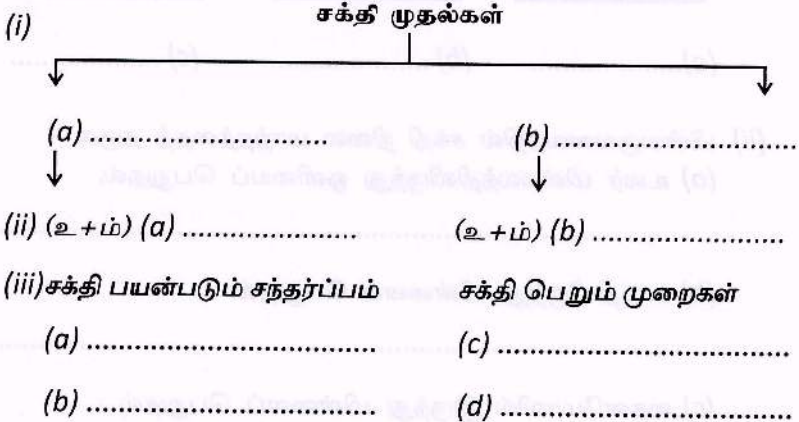 (i) சக்தி முதல்கள்
(a) .............................. (b) ..............................
(ii) (உ+ம்) (a) ...................... (உ+ம்) (b) ........................
(iii) சக்தி பயன்படும் சந்தர்ப்பம் சக்தி பெறும் முறைகள்
(a) .................................... (c) ....................................
(b) .................................... (d) ....................................